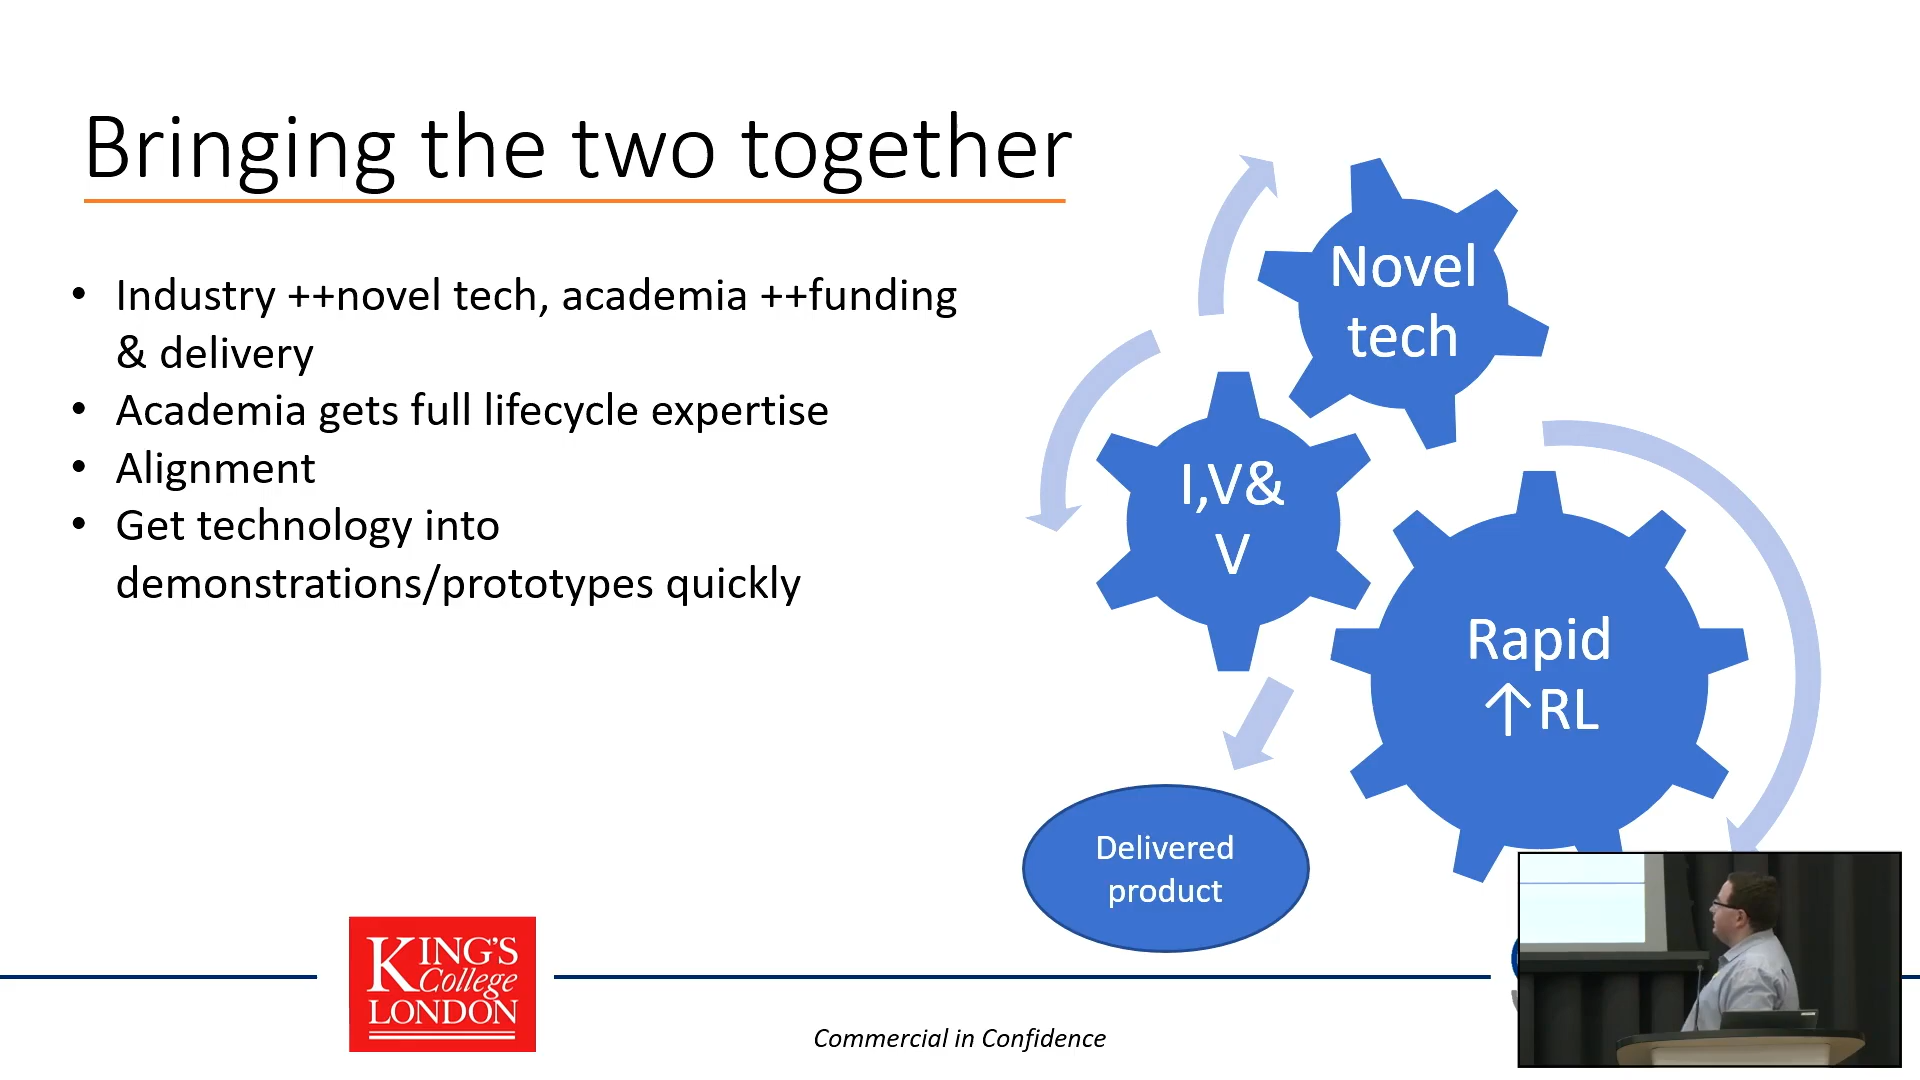 Bringing the two together
• Industry ++novel tech, academia ++funding
& delivery
• Academia gets full lifecycle expertise
• Alignment
• Get technology into
demonstrations/prototypes quickly
Novel
tech
I,V&
V
Rapid
↑RL
Delivered
product
KING'S
College
LONDON
Commercial in Confidence